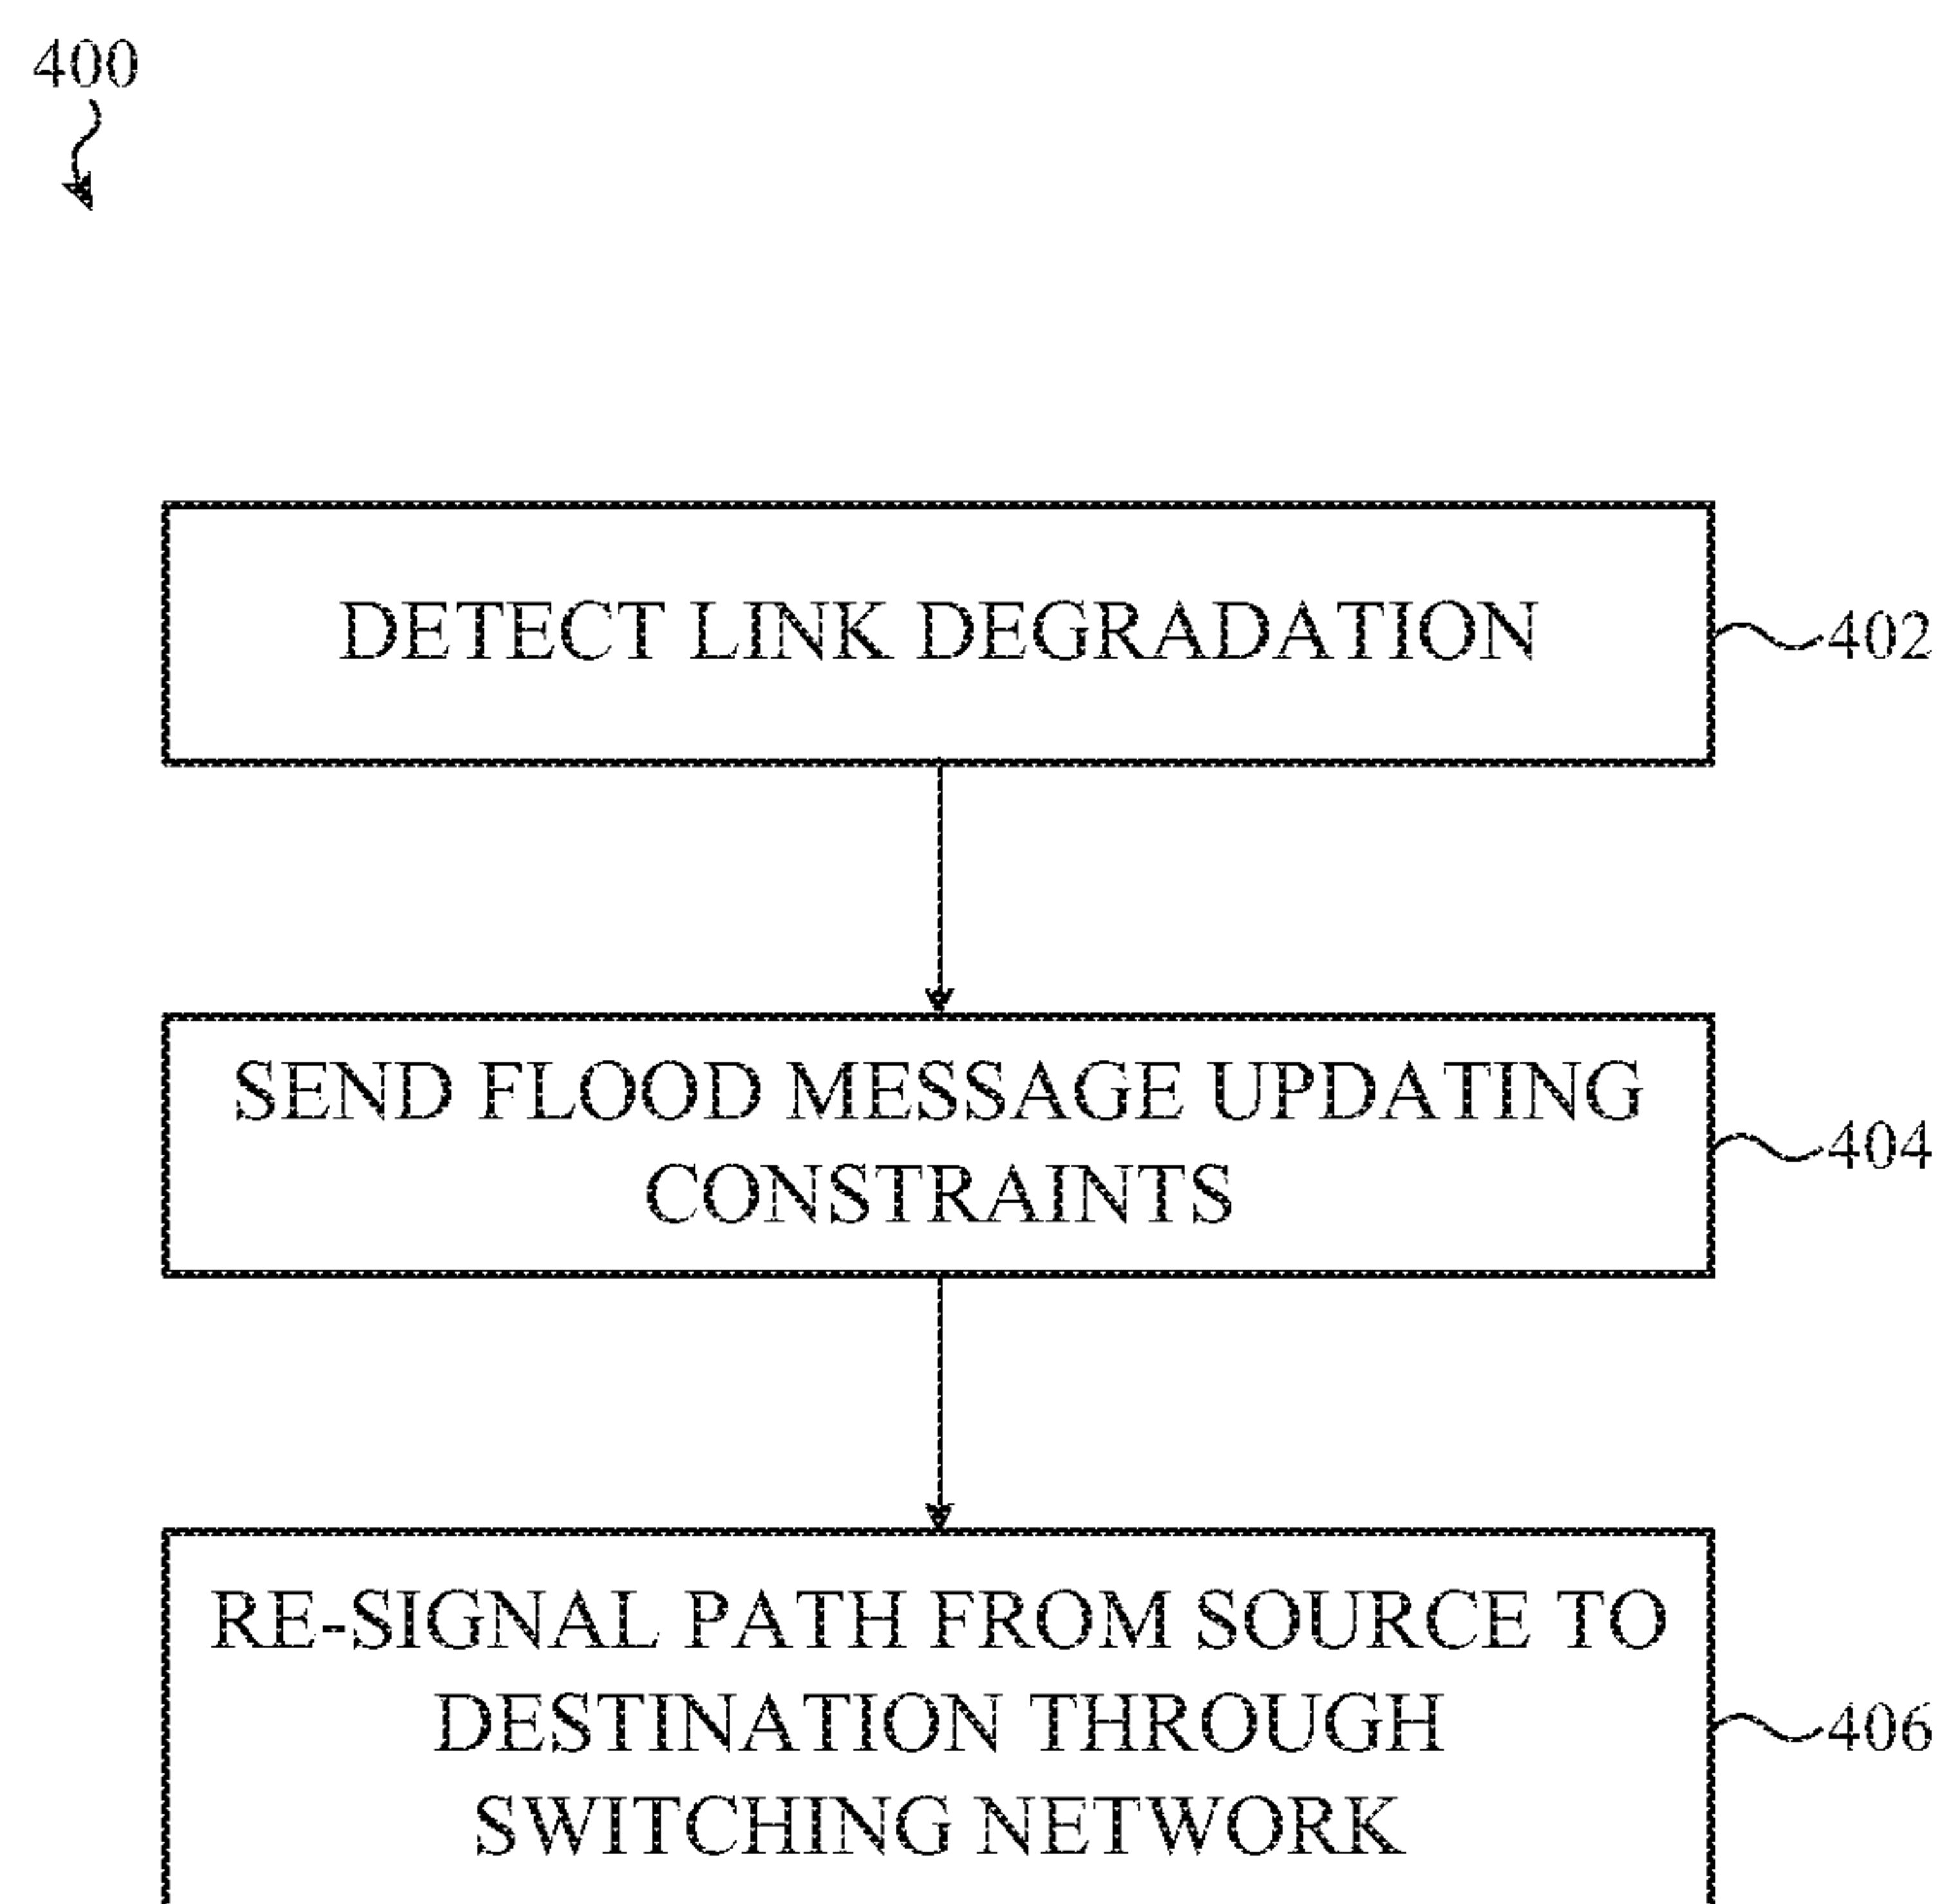 400
DETECT LINK DEGRADATION
402
SEND FLOOD MESSAGE UPDATING
CONSTRAINTS
404
RE-SIGNAL PATH FROM SOURCE TO
DESTINATION THROUGH
SWITCHING NETWORK
406